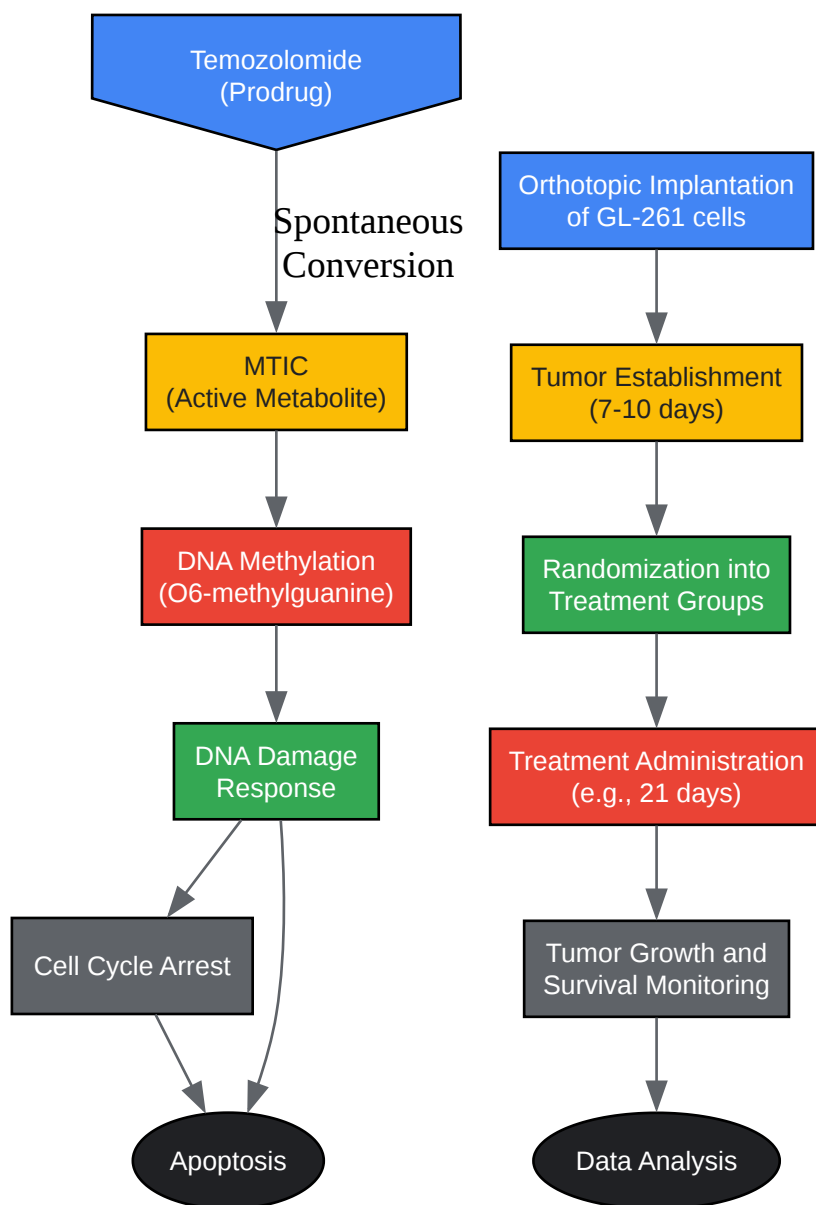 Temozolomide
(Prodrug)
Spontaneous
Conversion
MTIC
(Active Metabolite)
DNA Methylation
(O6-methylguanine)
DNA Damage
Response
Cell Cycle Arrest
Apoptosis
Orthotopic Implantation
of GL-261 cells
Tumor Establishment
(7-10 days)
Randomization into
Treatment Groups
Treatment Administration
(e.g., 21 days)
Tumor Growth and
Survival Monitoring
Data Analysis